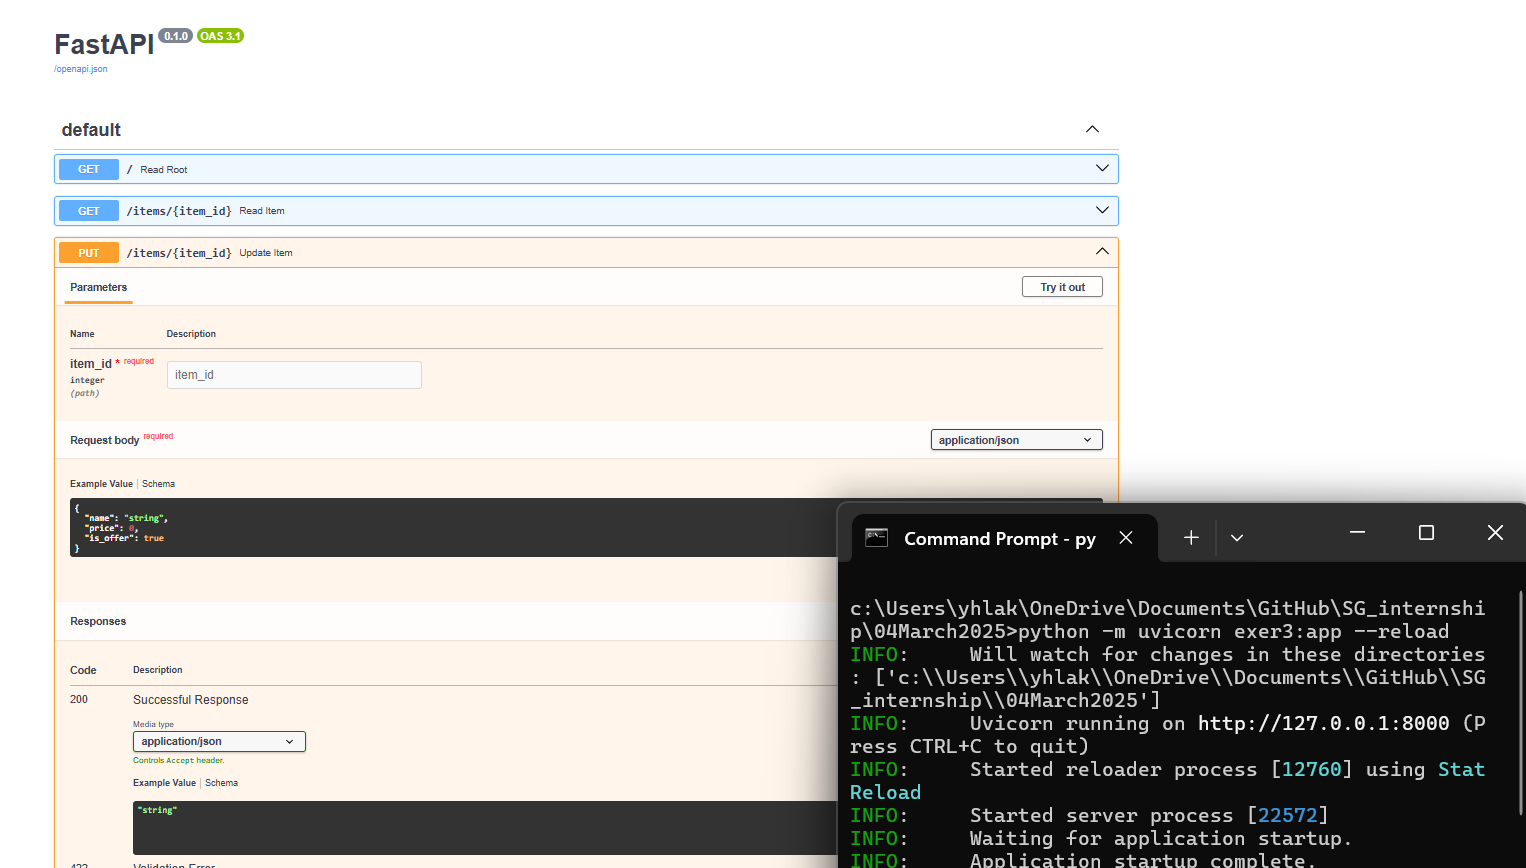 FastAPI 0.1.0 OAS 3.1
/openapi.json
default
GET / Read Root
GET /items/{item_id} Read Item
PUT /items/{item_id} Update Item
Parameters
Try it out
Name Description
item_id * required
integer
(path)
item_id
Request body required
application/json
Example Value Schema
{
"name": "string",
"price": 0,
"is_offer": true
}
Responses
Code Description
200 Successful Response
Media type
application/json
Controls Accept header.
Example Value Schema
"string"
422 Validation Error
Command Prompt - py
c:\Users\yhlak\OneDrive\Documents\GitHub\SG_internshi
p\04March2025>python -m uvicorn exer3:app --reload
INFO: Will watch for changes in these directories
: ['c:\\Users\\yhlak\\OneDrive\\Documents\\GitHub\\SG
_internship\\04March2025']
INFO: Uvicorn running on http://127.0.0.1:8000 (P
ress CTRL+C to quit)
INFO: Started reloader process [12760] using Stat
Reload
INFO: Started server process [22572]
INFO: Waiting for application startup.
INFO: Application startup complete.